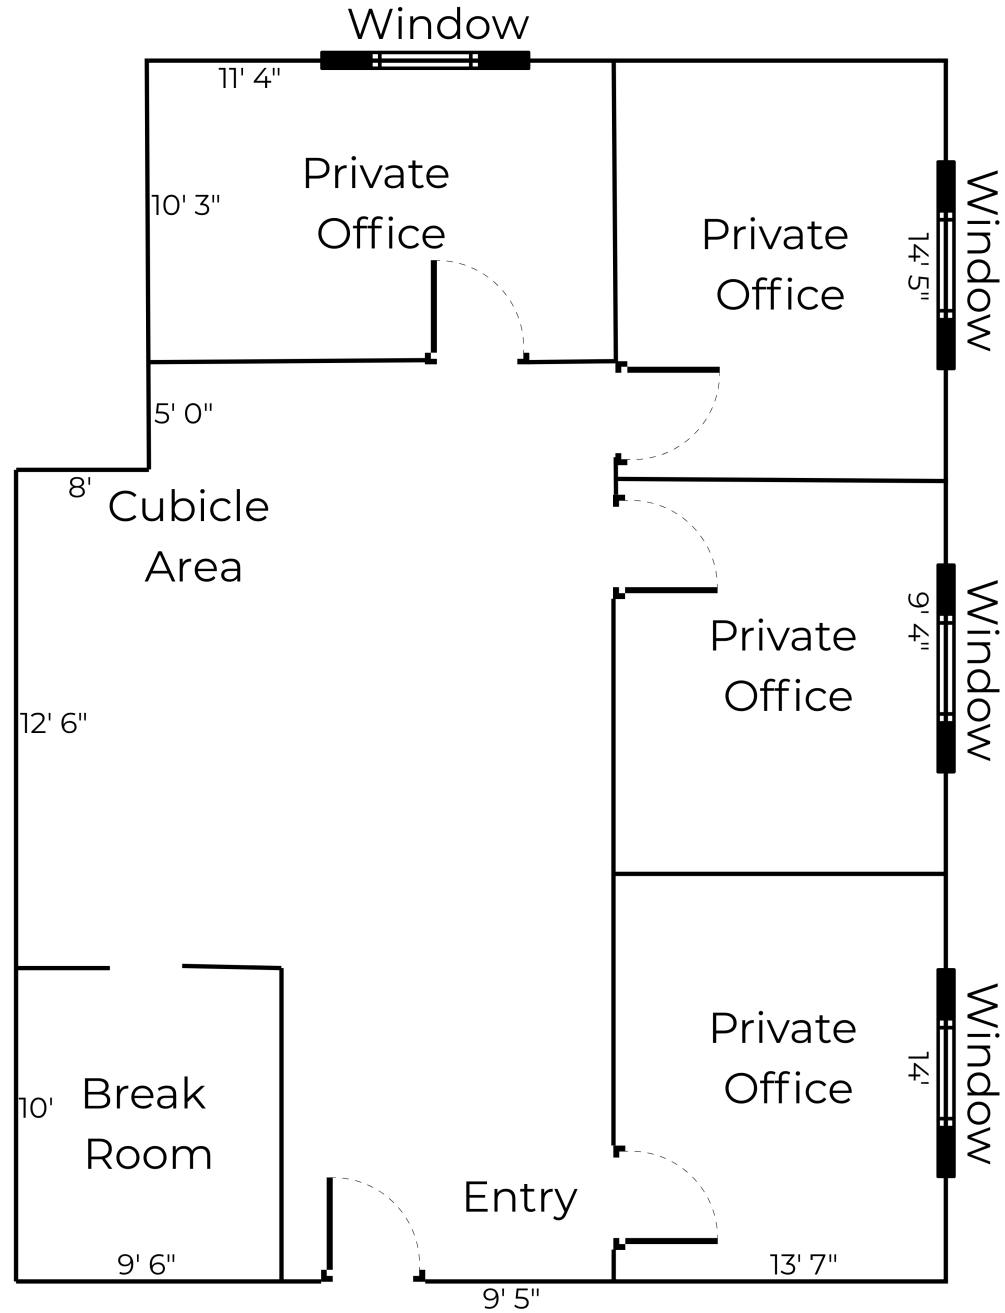 Window
11' 4"
Private
Office
10' 3"
Private
Office
14' 5"
Window
5' 0"
8'
Cubicle
Area
Private
Office
9' 4"
Window
12' 6"
Private
Office
14'
Window
Break
Room
10'
Entry
9' 6"
9' 5"
13' 7"